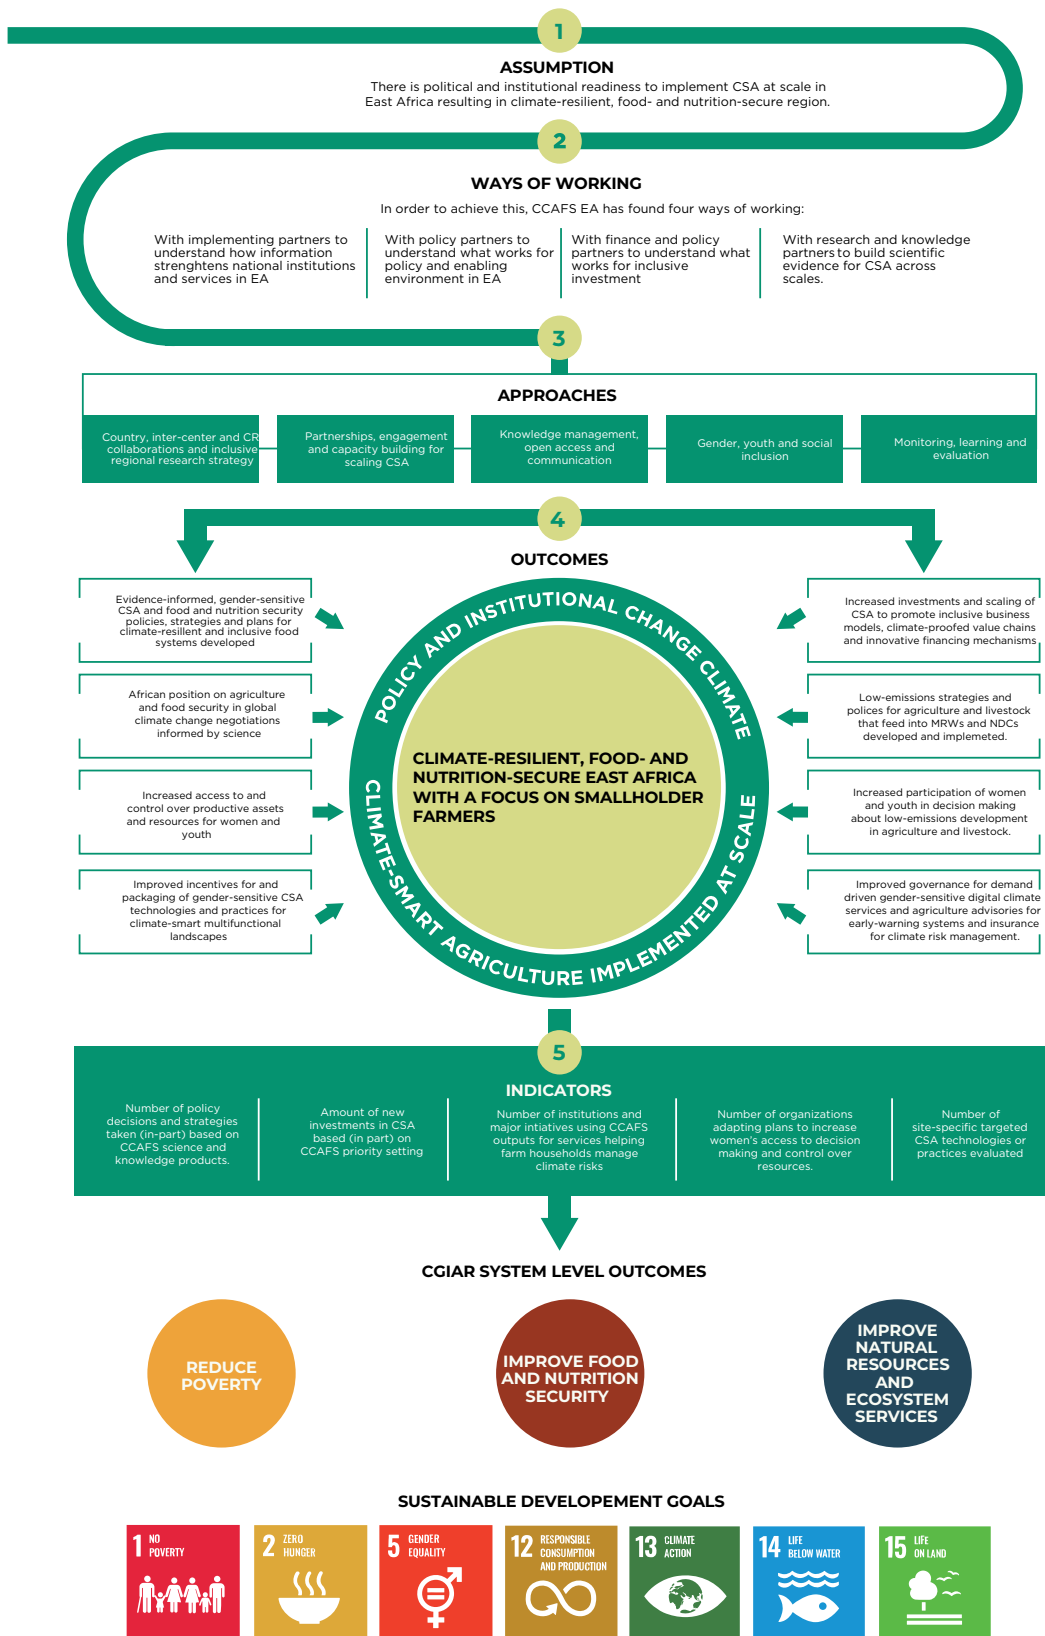 1
ASSUMPTION
There is political and institutional readiness to implement CSA at scale in
East Africa resulting in climate-resilient, food- and nutrition-secure region.
2
WAYS OF WORKING
In order to achieve this, CCAFS EA has found four ways of working:
With implementing partners to
understand how information
strenghtens national institutions
and services in EA
With policy partners to
understand what works for
policy and enabling
environment in EA
With finance and policy
partners to understand what
works for inclusive
investment
With research and knowledge
partners to build scientific
evidence for CSA across
scales.
3
APPROACHES
Country, inter-center and CR
collaborations and inclusive
regional research strategy
Partnerships, engagement
and capacity building for
scaling CSA
Knowledge management,
open access and
communication
Gender, youth and social
inclusion
Monitoring, learning and
evaluation
4
OUTCOMES
Evidence-informed, gender-sensitive
CSA and food and nutrition security
policies, strategies and plans for
climate-resillent and inclusive food
systems developed
African position on agriculture
and food security in global
climate change negotiations
informed by science
Increased access to and
control over productive assets
and resources for women and
youth
Improved incentives for and
packaging of gender-sensitive CSA
technologies and practices for
climate-smart multifunctional
landscapes
POLICY AND INSTITUTIONAL CHANGE CLIMATE
CLIMATE-RESILIENT, FOOD- AND
NUTRITION-SECURE EAST AFRICA
WITH A FOCUS ON SMALLHOLDER
FARMERS
CLIMATE-SMART AGRICULTURE IMPLEMENTED AT SCALE
Increased investments and scaling of
CSA to promote inclusive business
models, climate-proofed value chains
and innovative financing mechanisms
Low-emissions strategies and
polices for agriculture and livestock
that feed into MRWs and NDCs
developed and implemeted.
Increased participation of women
and youth in decision making
about low-emissions development
in agriculture and livestock.
Improved governance for demand
driven gender-sensitive digital climate
services and agriculture advisories for
early-warning systems and insurance
for climate risk management.
5
INDICATORS
Number of policy
decisions and strategies
taken (in-part) based on
CCAFS science and
knowledge products.
Amount of new
investments in CSA
based (in part) on
CCAFS priority setting
Number of institutions and
major intiatives using CCAFS
outputs for services helping
farm households manage
climate risks
Number of organizations
adapting plans to increase
women's access to decision
making and control over
resources.
Number of
site-specific targeted
CSA technologies or
practices evaluated
CGIAR SYSTEM LEVEL OUTCOMES
REDUCE
POVERTY
IMPROVE FOOD
AND NUTRITION
SECURITY
IMPROVE
NATURAL
RESOURCES
AND
ECOSYSTEM
SERVICES
SUSTAINABLE DEVELOPEMENT GOALS
1 NO
POVERTY
2 ZERO
HUNGER
5 GENDER
EQUALITY
12 RESPONSIBLE
CONSUMPTION
AND PRODUCTION
13 CLIMATE
ACTION
14 LIFE
BELOW WATER
15 LIFE
ON LAND